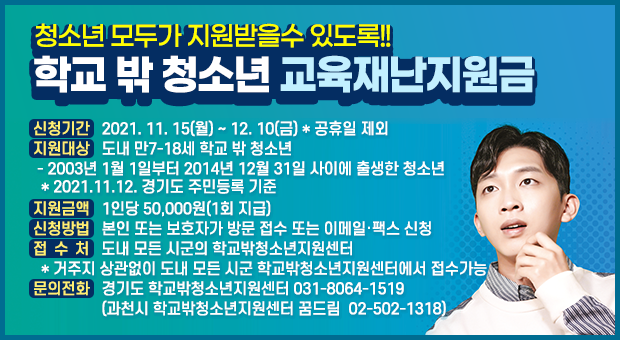 청소년 모두가 지원받을수 있도록!!
학교 밖 청소년 교육재난지원금
신청기간 2021. 11. 15(월) ~ 12. 10(금) * 공휴일 제외
지원대상 도내 만7-18세 학교 밖 청소년
- 2003년 1월 1일부터 2014년 12월 31일 사이에 출생한 청소년
* 2021.11.12. 경기도 주민등록 기준
지원금액 1인당 50,000원(1회 지급)
신청방법 본인 또는 보호자가 방문 접수 또는 이메일·팩스 신청
접 수 처 도내 모든 시군의 학교밖청소년지원센터
* 거주지 상관없이 도내 모든 시군 학교밖청소년지원센터에서 접수가능
문의전화 경기도 학교밖청소년지원센터 031-8064-1519
(과천시 학교밖청소년지원센터 꿈드림 02-502-1318)